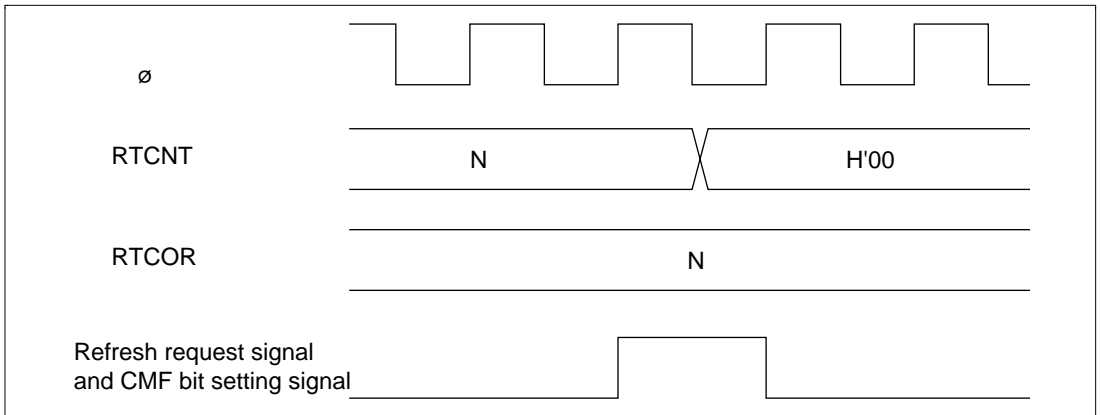 ø
RTCNT
N
H'00
RTCOR
N
Refresh request signal
and CMF bit setting signal